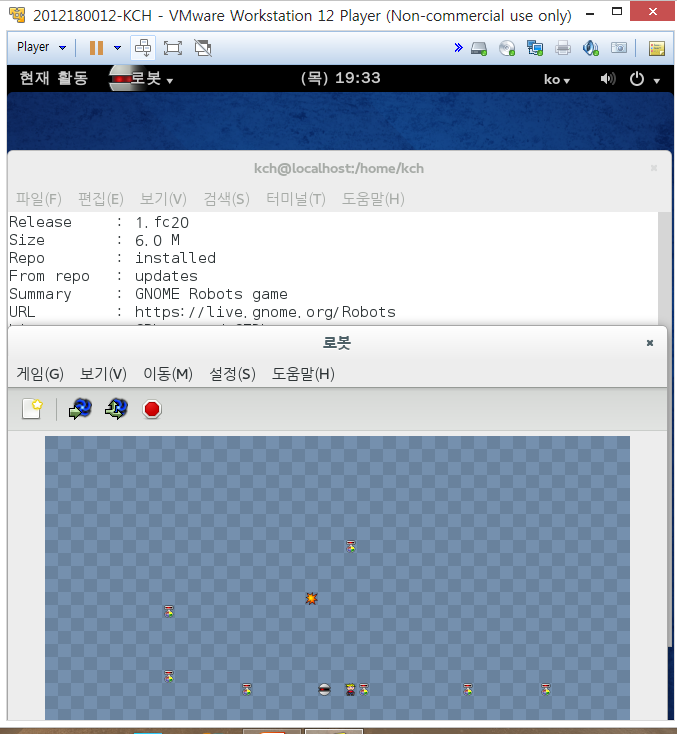 2012180012-KCH - VMware Workstation 12 Player (Non-commercial use only)
Player
현재 활동 로봇 (목) 19:33 ko
kch@localhost:/home/kch
파일(F) 편집(E) 보기(V) 검색(S) 터미널(T) 도움말(H)
Release : 1.fc20
Size : 6.0 M
Repo : installed
From repo : updates
Summary : GNOME Robots game
URL : https://live.gnome.org/Robots
로봇
게임(G) 보기(V) 이동(M) 설정(S) 도움말(H)